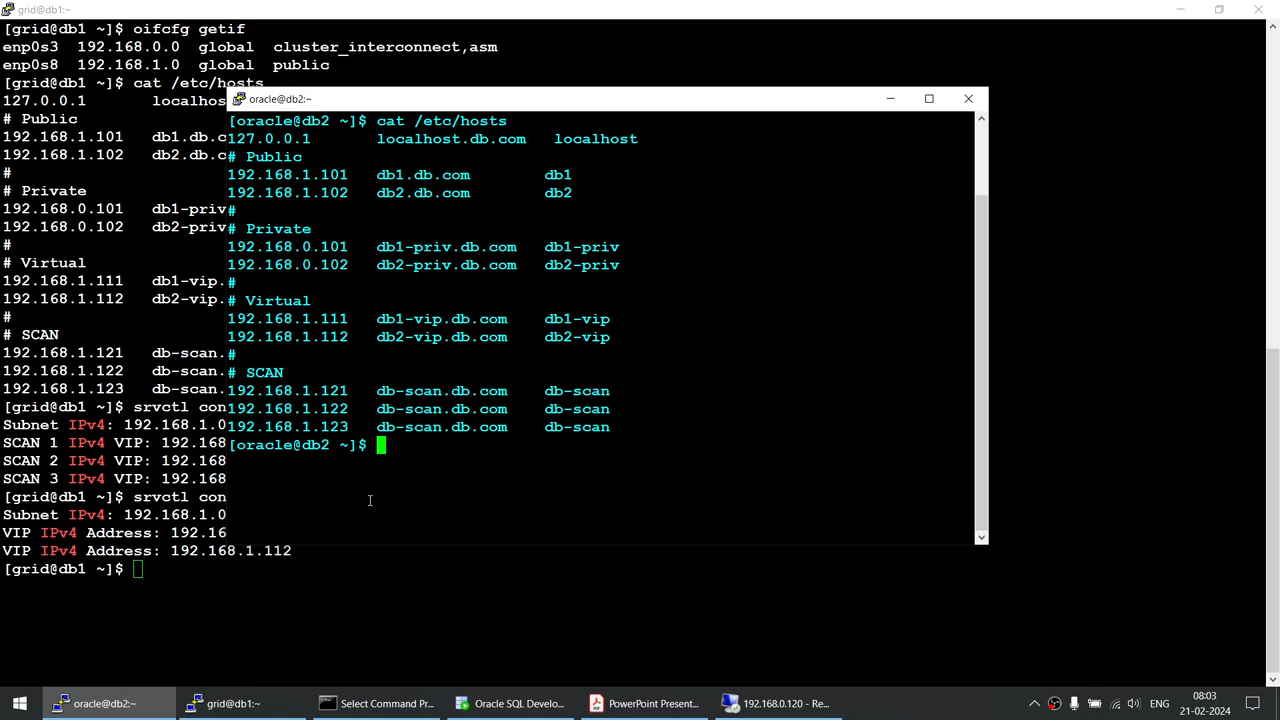 grid@db1:~
[grid@db1 ~]$ oifcfg getif
enp0s3  192.168.0.0  global  cluster_interconnect,asm
enp0s8  192.168.1.0  global  public
[grid@db1 ~]$ cat /etc/hosts
127.0.0.1       localhos
# Public
192.168.1.101   db1.db.c
192.168.1.102   db2.db.c
#
# Private
192.168.0.101   db1-priv
192.168.0.102   db2-priv
#
# Virtual
192.168.1.111   db1-vip.
192.168.1.112   db2-vip.
#
# SCAN
192.168.1.121   db-scan.
192.168.1.122   db-scan.
192.168.1.123   db-scan.
[grid@db1 ~]$ srvctl con
Subnet IPv4: 192.168.1.0
SCAN 1 IPv4 VIP: 192.168
SCAN 2 IPv4 VIP: 192.168
SCAN 3 IPv4 VIP: 192.168
[grid@db1 ~]$ srvctl con
Subnet IPv4: 192.168.1.0
VIP IPv4 Address: 192.16
VIP IPv4 Address: 192.168.1.112
[grid@db1 ~]$
oracle@db2:~
[oracle@db2 ~]$ cat /etc/hosts
127.0.0.1       localhost.db.com   localhost
# Public
192.168.1.101   db1.db.com        db1
192.168.1.102   db2.db.com        db2
#
# Private
192.168.0.101   db1-priv.db.com   db1-priv
192.168.0.102   db2-priv.db.com   db2-priv
#
# Virtual
192.168.1.111   db1-vip.db.com    db1-vip
192.168.1.112   db2-vip.db.com    db2-vip
#
# SCAN
192.168.1.121   db-scan.db.com    db-scan
192.168.1.122   db-scan.db.com    db-scan
192.168.1.123   db-scan.db.com    db-scan
[oracle@db2 ~]$
oracle@db2:~
grid@db1:~
Select Command Pr...
Oracle SQL Develo...
PowerPoint Present...
192.168.0.120 - Re...
ENG
08:03
21-02-2024